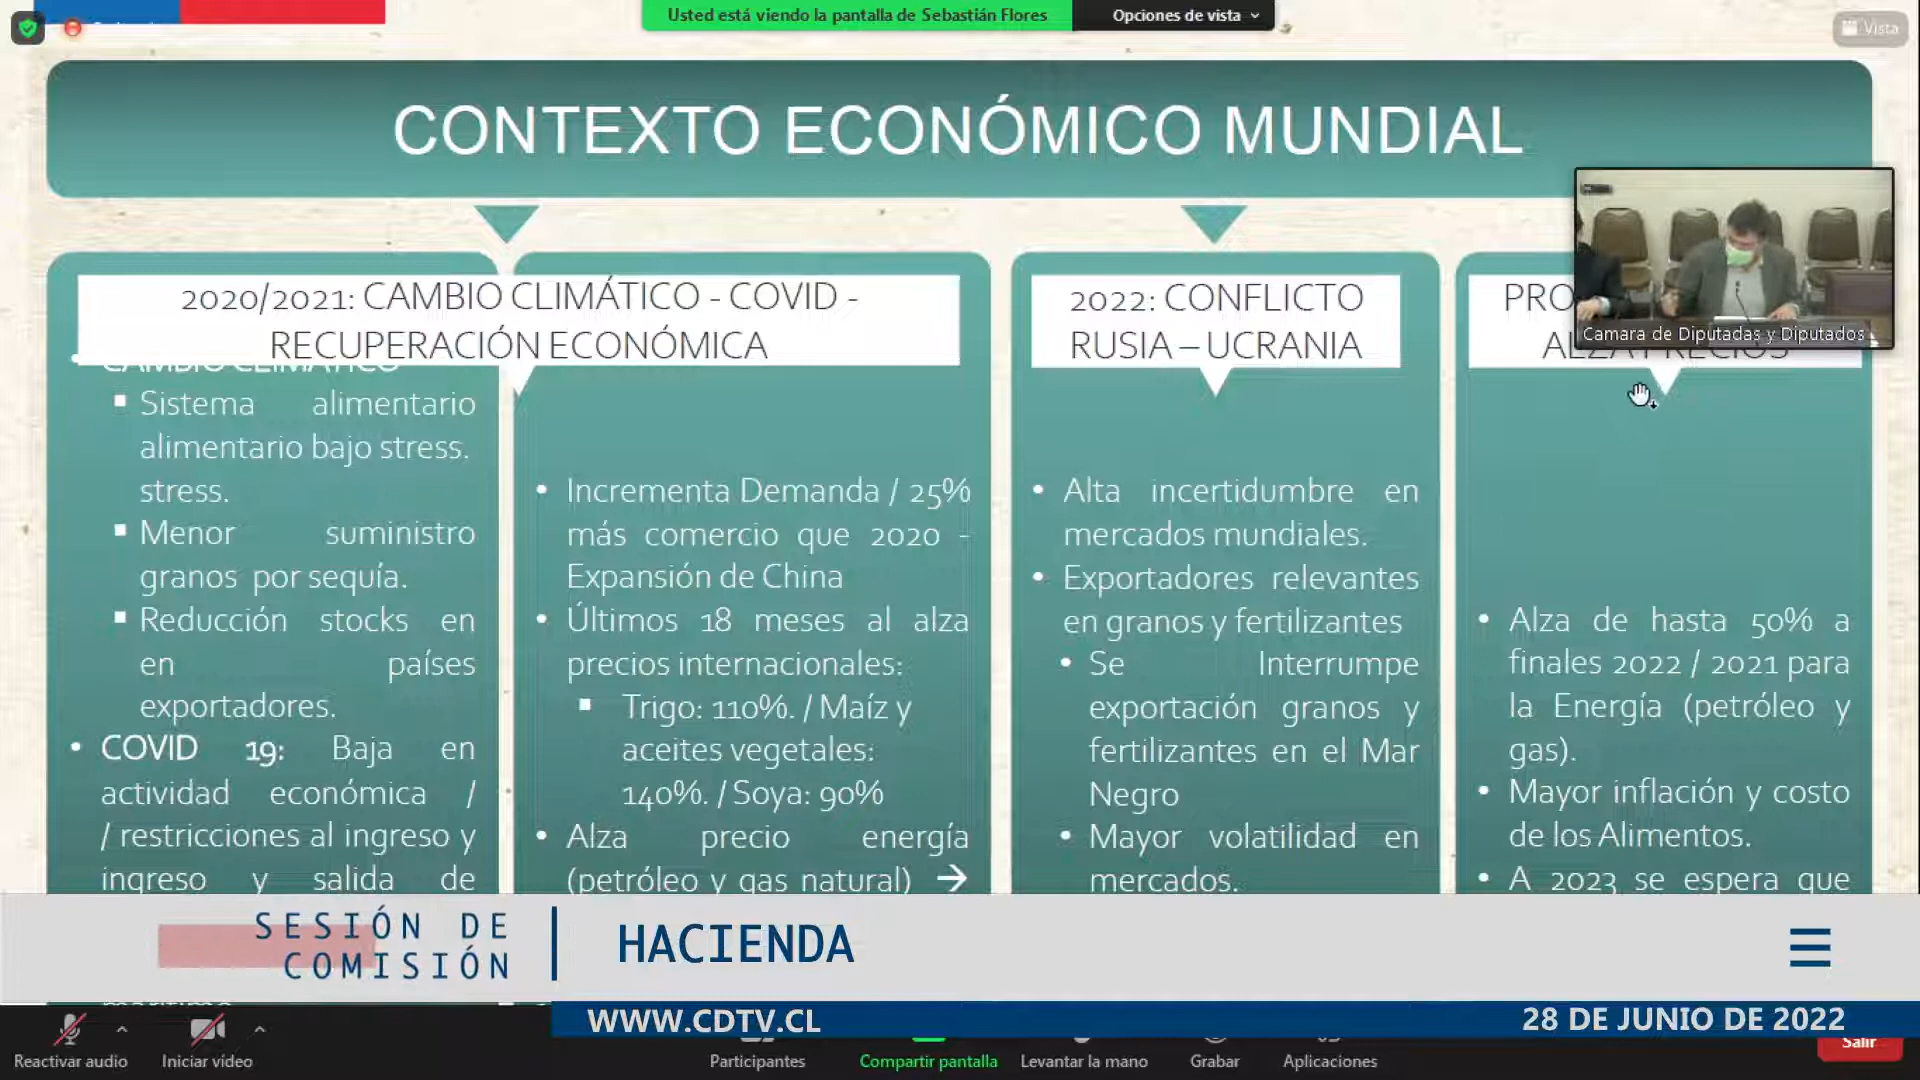 Usted está viendo la pantalla de Sebastián Flores
Opciones de vista
Vista
CONTEXTO ECONÓMICO MUNDIAL
2020/2021: CAMBIO CLIMÁTICO - COVID -
RECUPERACIÓN ECONÓMICA
CAMBIO CLIMÁTICO
▪ Sistema alimentario
alimentario bajo stress.
stress.
▪ Menor suministro
granos por sequía.
▪ Reducción stocks en
en países
exportadores.
• COVID 19: Baja en
actividad económica /
/ restricciones al ingreso y
ingreso y salida de
• Incrementa Demanda / 25%
más comercio que 2020 -
Expansión de China
• Últimos 18 meses al alza
precios internacionales:
▪ Trigo: 110%. / Maíz y
aceites vegetales:
140%. / Soya: 90%
• Alza precio energía
(petróleo y gas natural) →
2022: CONFLICTO
RUSIA – UCRANIA
• Alta incertidumbre en
mercados mundiales.
• Exportadores relevantes
en granos y fertilizantes
• Se Interrumpe
exportación granos y
fertilizantes en el Mar
Negro
• Mayor volatilidad en
mercados.
ALZA PRECIOS
• Alza de hasta 50% a
finales 2022 / 2021 para
la Energía (petróleo y
gas).
• Mayor inflación y costo
de los Alimentos.
• A 2023 se espera que
Camara de Diputadas y Diputados
SESIÓN DE
COMISIÓN
HACIENDA
WWW.CDTV.CL
28 DE JUNIO DE 2022
Reactivar audio
Iniciar video
Participantes
Compartir pantalla
Levantar la mano
Grabar
Aplicaciones
Salir